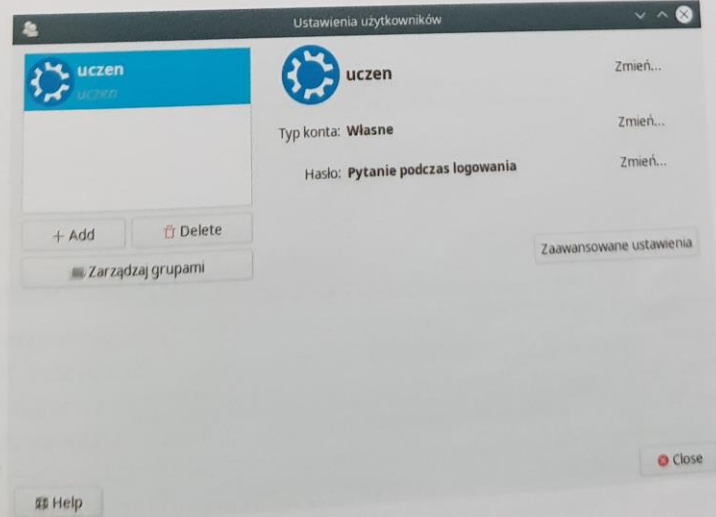 Ustawienia użytkowników
uczen
uczen
+ Add
Delete
Zarządzaj grupami
uczen
Zmień...
Typ konta: Własne
Zmień...
Hasło: Pytanie podczas logowania
Zmień...
Zaawansowane ustawienia
Close
Help